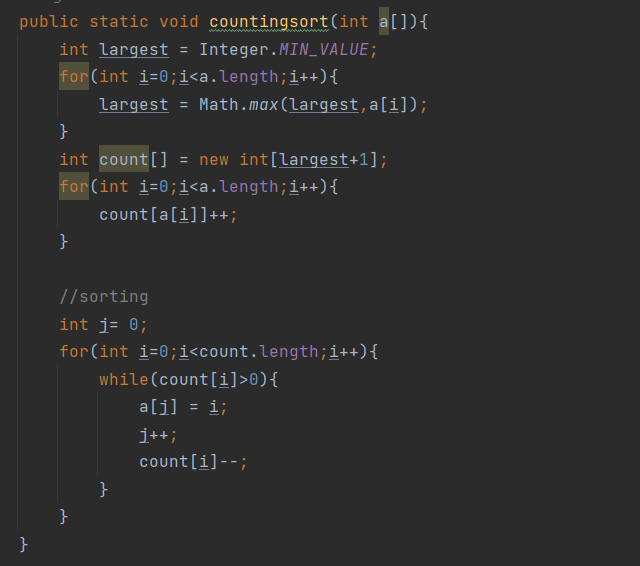 public static void countingsort(int a[]){
int largest = Integer.MIN_VALUE;
for(int i=0;i<a.length;i++){
largest = Math.max(largest,a[i]);
}
int count[] = new int[largest+1];
for(int i=0;i<a.length;i++){
count[a[i]]++;
}
//sorting
int j= 0;
for(int i=0;i<count.length;i++){
while(count[i]>0){
a[j] = i;
j++;
count[i]--;
}
}
}